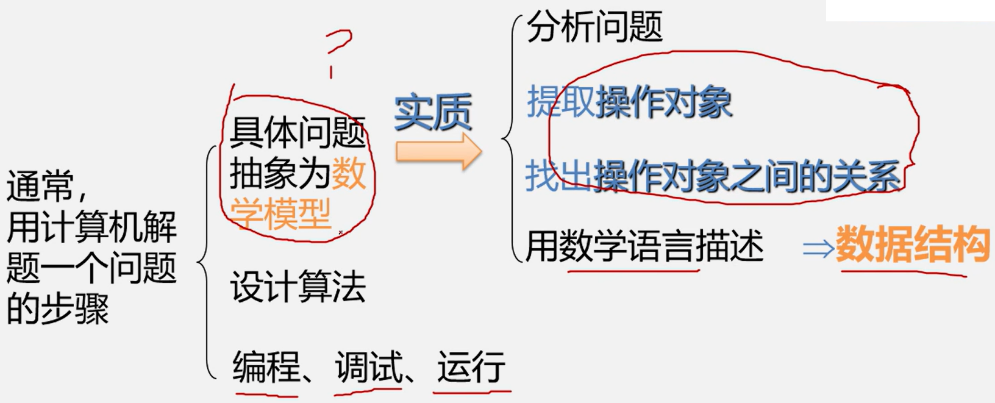 通常，
用计算机解
题一个问题
的步骤
具体问题
抽象为数
学模型
设计算法
编程、调试、运行
?
实质
分析问题
提取操作对象
找出操作对象之间的关系
用数学语言描述 ⇒数据结构